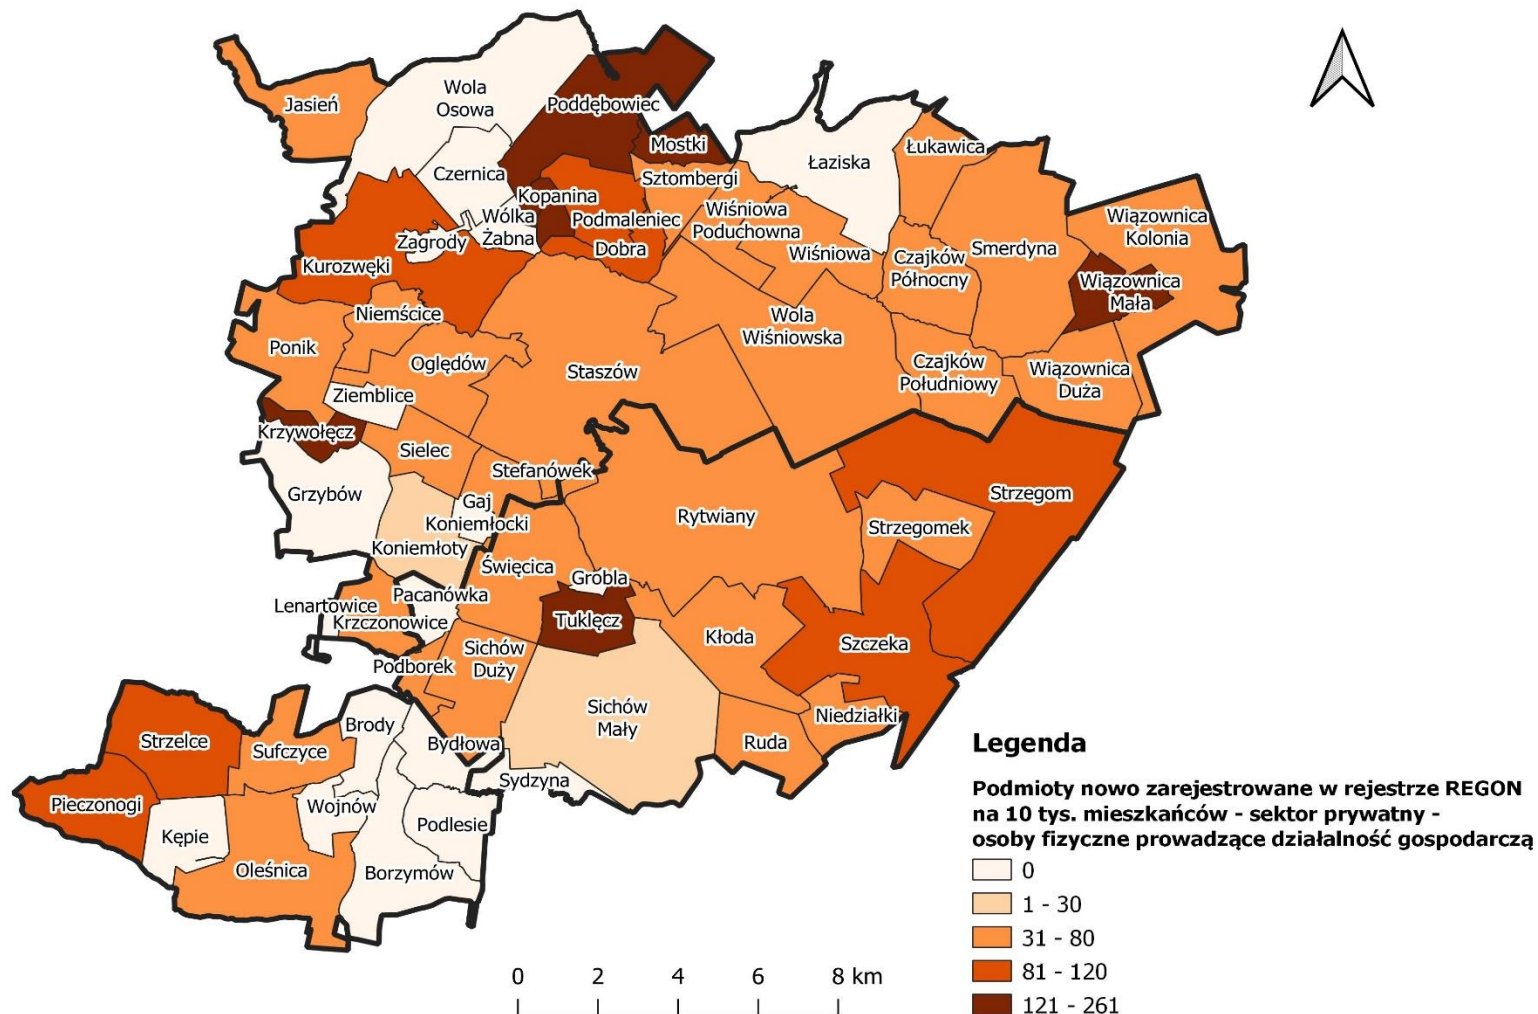 Wola
Osowa
Jasień
Poddębowiec
Mostki
Łukawica
Łaziska
Czernica
Sztombergi
Kopanina
Wiśniowa
Poduchowna
Wiązownica
Kolonia
Wólka
Żabna
Podmaleniec
Zagrody
Dobra
Wiśniowa
Smerdyna
Kurozwęki
Czajków
Północny
Wiązownica
Mała
Niemścice
Wola
Wiśniowska
Ponik
Oględów
Staszów
Czajków
Południowy
Wiązownica
Duża
Ziemblice
Krzywołęcz
Sielec
Stefanówek
Grzybów
Gaj
Koniemłocki
Strzegom
Rytwiany
Strzegomek
Koniemłoty
Święcica
Grobla
Pacanówka
Lenartowice
Krzczonowice
Tuklęcz
Kłoda
Szczeka
Sichów
Duży
Podborek
Sichów
Mały
Niedziałki
Brody
Strzelce
Sufczyce
Bydłowa
Ruda
Sydzyna
Pieczonogi
Wojnów
Kępie
Podlesie
Oleśnica
Borzymów
Legenda
Podmioty nowo zarejestrowane w rejestrze REGON
na 10 tys. mieszkańców - sektor prywatny -
osoby fizyczne prowadzące działalność gospodarczą
0
1 - 30
31 - 80
81 - 120
121 - 261
0 2 4 6 8 km